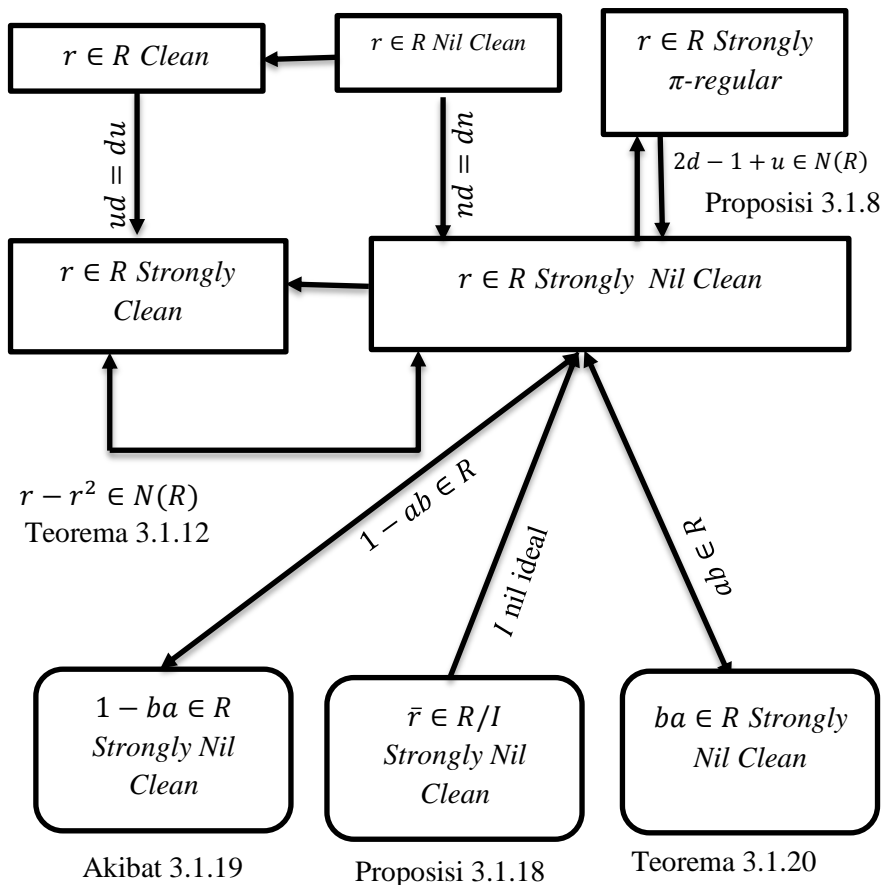 r ∈ R Clean
r ∈ R Nil Clean
r ∈ R Strongly
π-regular
ud = du
nd = dn
2d − 1 + u ∈ N(R)
Proposisi 3.1.8
r ∈ R Strongly
Clean
r ∈ R Strongly Nil Clean
r − r² ∈ N(R)
Teorema 3.1.12
1 − ab ∈ R
I nil ideal
ab ∈ R
1 − ba ∈ R
Strongly Nil
Clean
r̄ ∈ R/I
Strongly Nil
Clean
ba ∈ R Strongly
Nil Clean
Akibat 3.1.19
Proposisi 3.1.18
Teorema 3.1.20